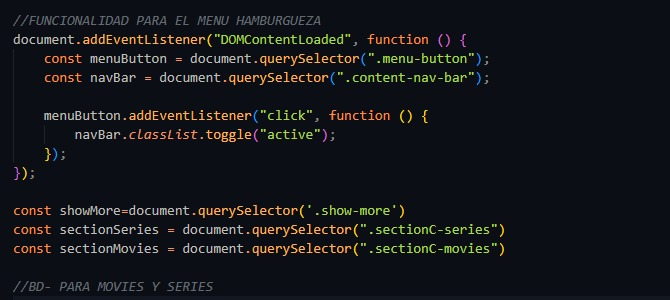 //FUNCIONALIDAD PARA EL MENU HAMBURGUEZA
document.addEventListener("DOMContentLoaded", function () {
    const menuButton = document.querySelector(".menu-button");
    const navBar = document.querySelector(".content-nav-bar");

    menuButton.addEventListener("click", function () {
        navBar.classList.toggle("active");
    });
});

const showMore=document.querySelector('.show-more')
const sectionSeries = document.querySelector(".sectionC-series")
const sectionMovies = document.querySelector(".sectionC-movies")

//BD- PARA MOVIES Y SERIES